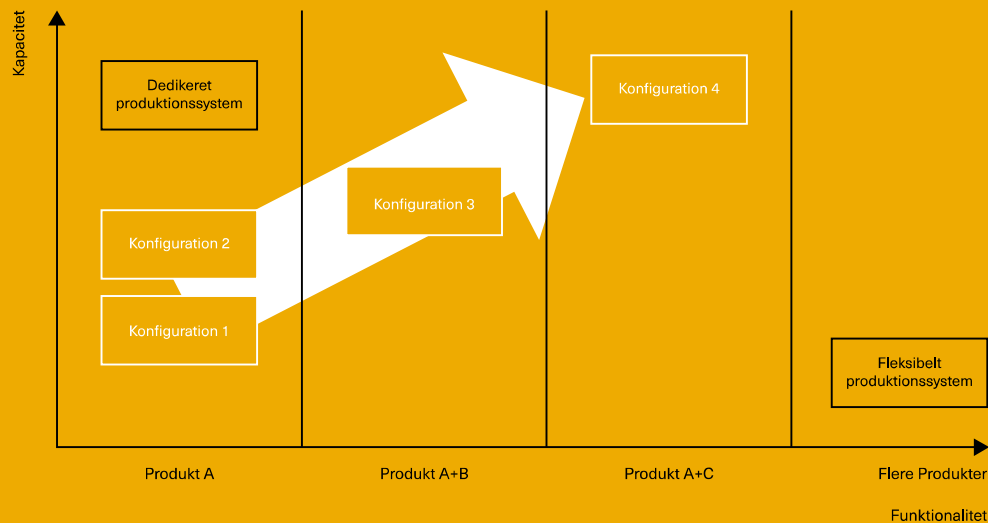 Kapacitet
Dedikeret
produktionssystem
Konfiguration 4
Konfiguration 3
Konfiguration 2
Konfiguration 1
Fleksibelt
produktionssystem
Produkt A
Produkt A+B
Produkt A+C
Flere Produkter
Funktionalitet